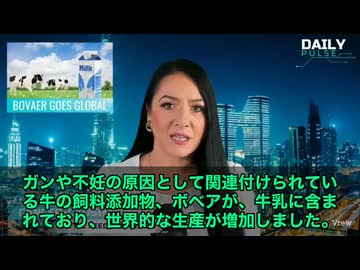 DAILY
PULSE
Milk
BOVAER GOES GLOBAL
ガンや不妊の原因として関連付けられてい
る牛の飼料添加物、ボベアが、牛乳に含ま
れており、世界的な生産が増加しました。
Vrew